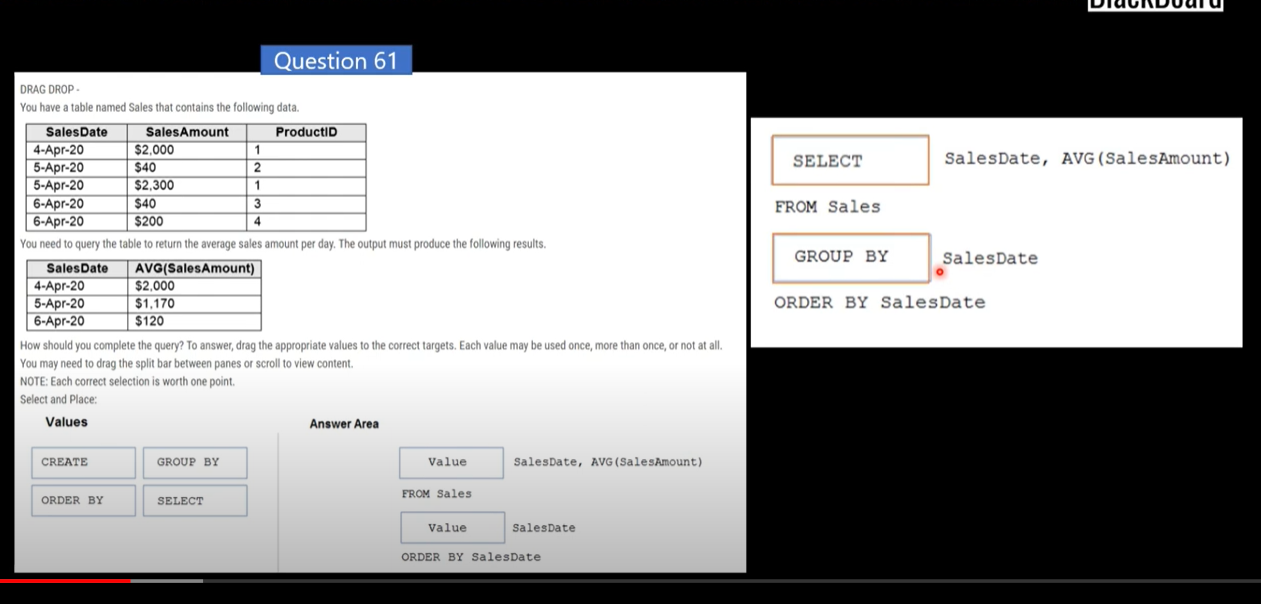 BlackBoard
Question 61
DRAG DROP -
You have a table named Sales that contains the following data.
SalesDate SalesAmount ProductID
4-Apr-20 $2,000 1
5-Apr-20 $40 2
5-Apr-20 $2,300 1
6-Apr-20 $40 3
6-Apr-20 $200 4
You need to query the table to return the average sales amount per day. The output must produce the following results.
SalesDate AVG(SalesAmount)
4-Apr-20 $2,000
5-Apr-20 $1,170
6-Apr-20 $120
How should you complete the query? To answer, drag the appropriate values to the correct targets. Each value may be used once, more than once, or not at all.
You may need to drag the split bar between panes or scroll to view content.
NOTE: Each correct selection is worth one point.
Select and Place:
Values
CREATE GROUP BY
ORDER BY SELECT
Answer Area
Value SalesDate, AVG(SalesAmount)
FROM Sales
Value SalesDate
ORDER BY SalesDate
SELECT SalesDate, AVG(SalesAmount)
FROM Sales
GROUP BY SalesDate
ORDER BY SalesDate